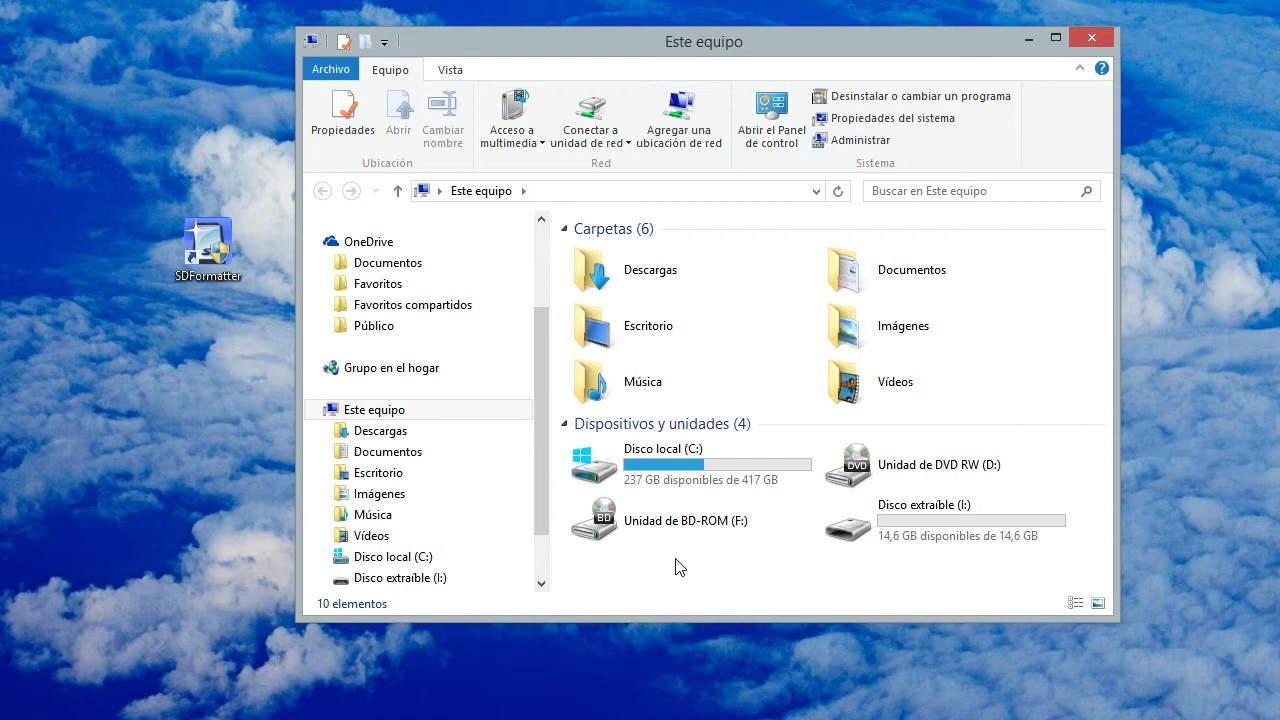 Este equipo
Archivo
Equipo
Vista
Propiedades
Abrir
Cambiar
nombre
Ubicación
Acceso a
multimedia
Conectar a
unidad de red
Agregar una
ubicación de red
Red
Abrir el Panel
de control
Desinstalar o cambiar un programa
Propiedades del sistema
Administrar
Sistema
Este equipo
Buscar en Este equipo
SDFormatter
OneDrive
Documentos
Favoritos
Favoritos compartidos
Público
Grupo en el hogar
Este equipo
Descargas
Documentos
Escritorio
Imágenes
Música
Vídeos
Disco local (C:)
Disco extraíble (I:)
Carpetas (6)
Descargas
Documentos
Escritorio
Imágenes
Música
Vídeos
Dispositivos y unidades (4)
Disco local (C:)
237 GB disponibles de 417 GB
DVD
Unidad de DVD RW (D:)
BD
Unidad de BD-ROM (F:)
Disco extraíble (I:)
14,6 GB disponibles de 14,6 GB
10 elementos